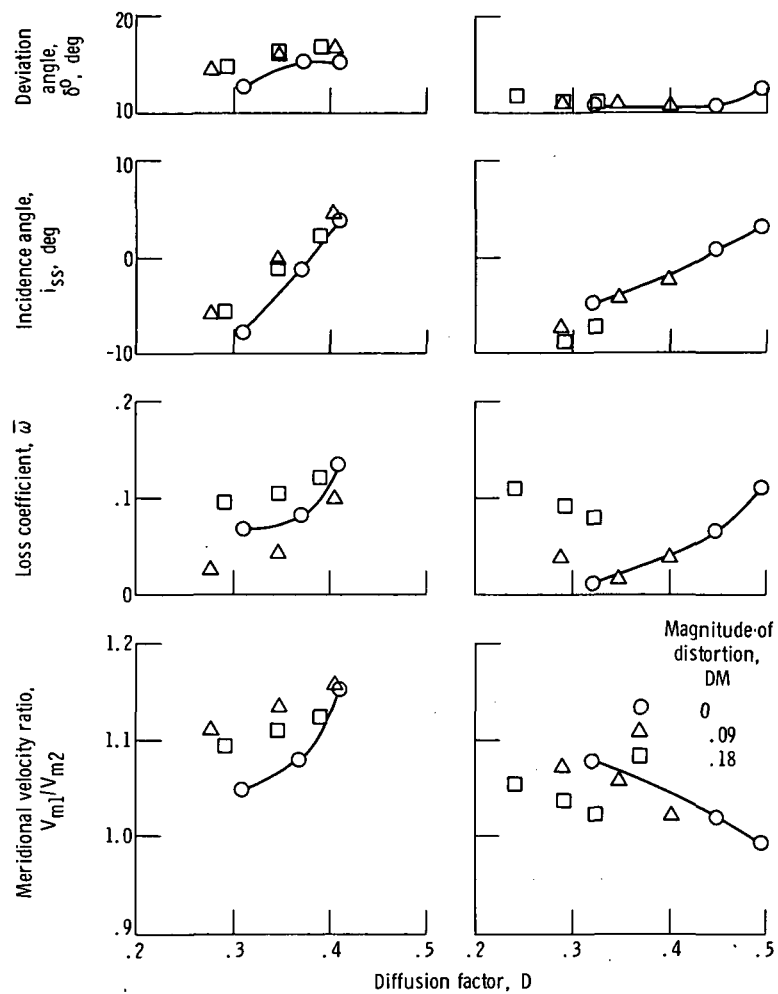 Deviation
angle,
δ⁰, deg
20
10
Incidence angle,
i_ss, deg
10
0
-10
Loss coefficient, ω̅
.2
.1
0
Meridional velocity ratio,
V_m1/V_m2
1.2
1.1
1.0
.9
Magnitude of
distortion,
DM
0
.09
.18
.2 .3 .4 .5 .2 .3 .4 .5
Diffusion factor, D